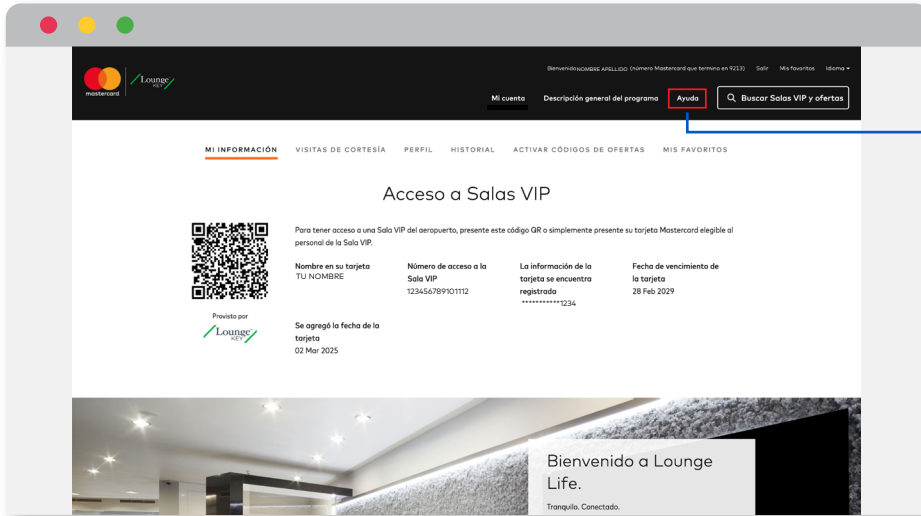 Bienvenido NOMBRE APELLIDO (número Mastercard que termina en 9213) Salir Mis favoritos Idioma
mastercard
Lounge
KEY
Mi cuenta Descripción general del programa Ayuda Buscar Salas VIP y ofertas
MI INFORMACIÓN VISITAS DE CORTESÍA PERFIL HISTORIAL ACTIVAR CÓDIGOS DE OFERTAS MIS FAVORITOS
Acceso a Salas VIP
Para tener acceso a una Sala VIP del aeropuerto, presente este código QR o simplemente presente su tarjeta Mastercard elegible al
personal de la Sala VIP.
Nombre en su tarjeta
TU NOMBRE
Número de acceso a la
Sala VIP
123456789101112
La información de la
tarjeta se encuentra
registrada
***********1234
Fecha de vencimiento de
la tarjeta
28 Feb 2029
Provisto por
Lounge
KEY
Se agregó la fecha de la
tarjeta
02 Mar 2025
Bienvenido a Lounge
Life.
Tranquilo. Conectado.